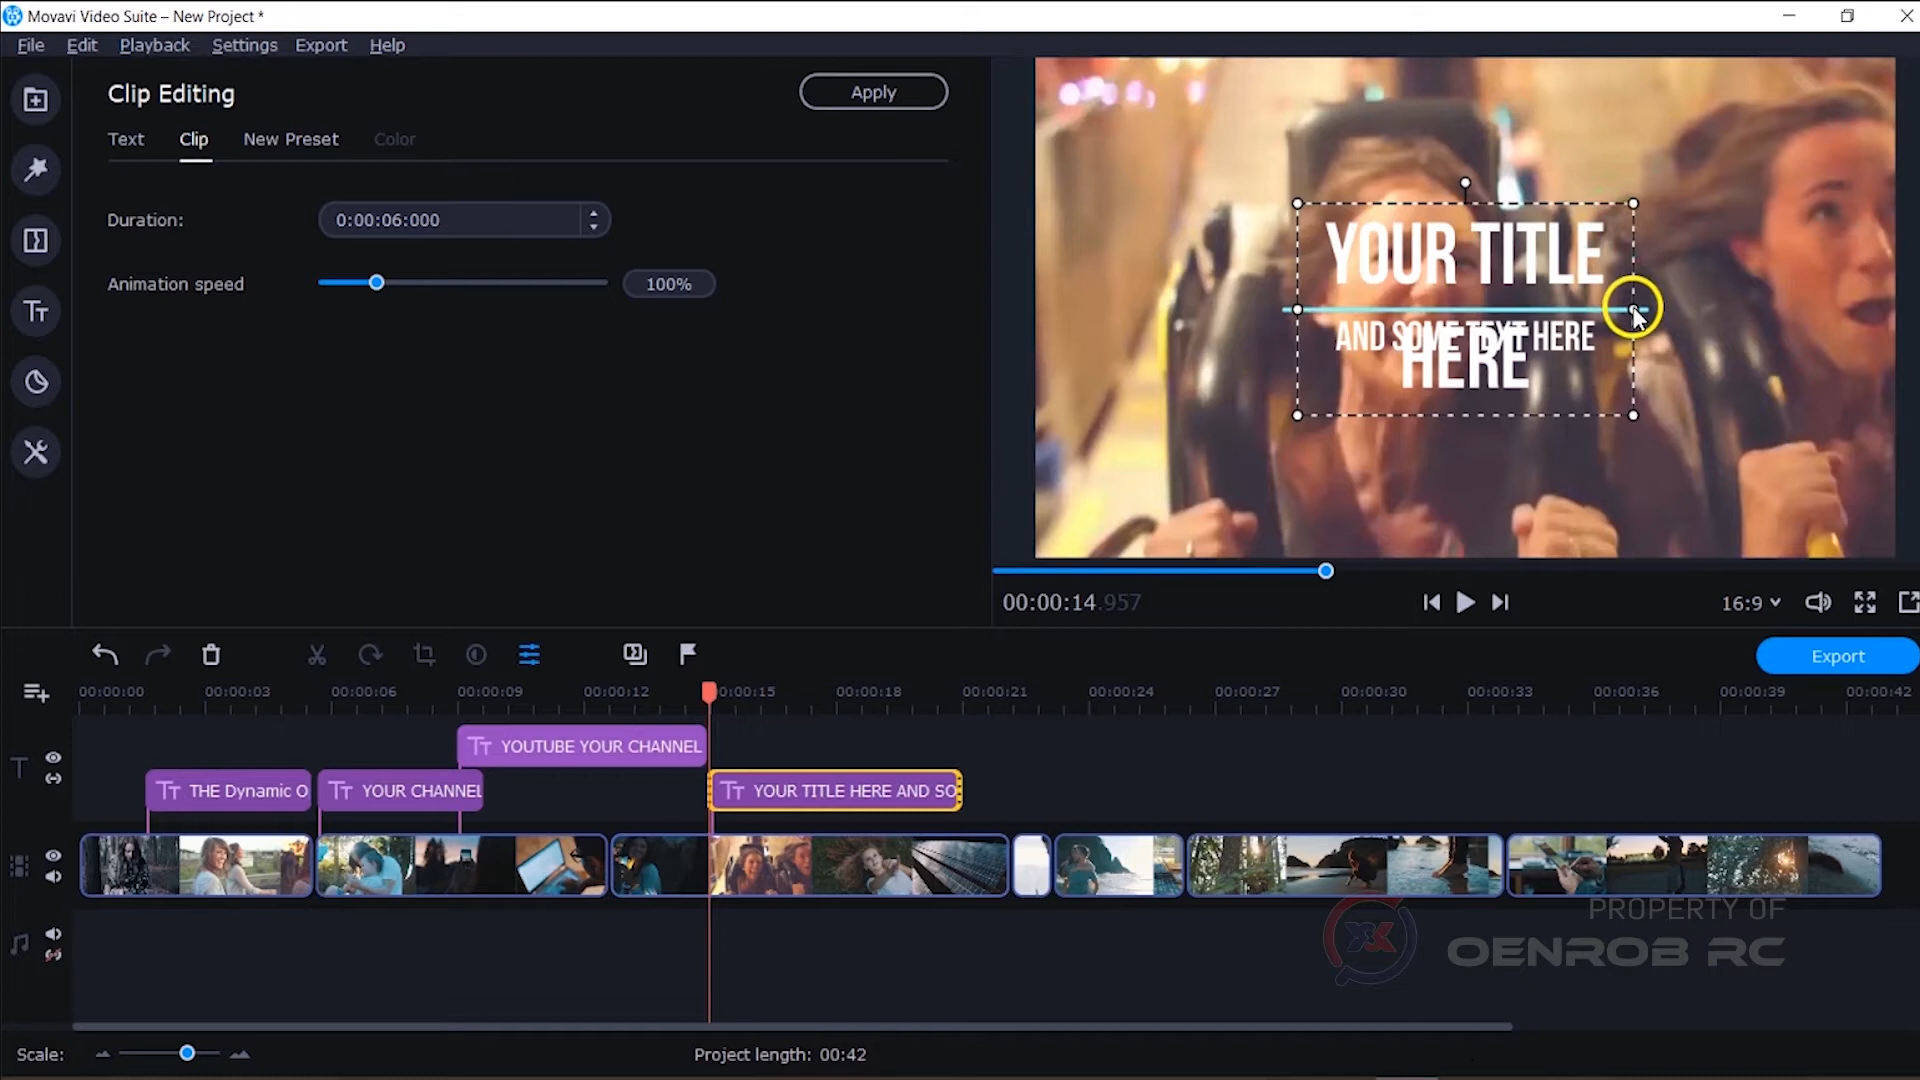 Movavi Video Suite – New Project *
File Edit Playback Settings Export Help
Clip Editing
Apply
Text Clip New Preset Color
Duration: 0:00:06:000
Animation speed 100%
YOUR TITLE
HERE
AND SOME TEXT HERE
00:00:14.957
16:9
Export
00:00:00 00:00:03 00:00:06 00:00:09 00:00:12 00:00:15 00:00:18 00:00:21 00:00:24 00:00:27 00:00:30 00:00:33 00:00:36 00:00:39 00:00:42
YOUTUBE YOUR CHANNEL
THE Dynamic O YOUR CHANNEL YOUR TITLE HERE AND SO
PROPERTY OF
OENROB RC
Scale: Project length: 00:42